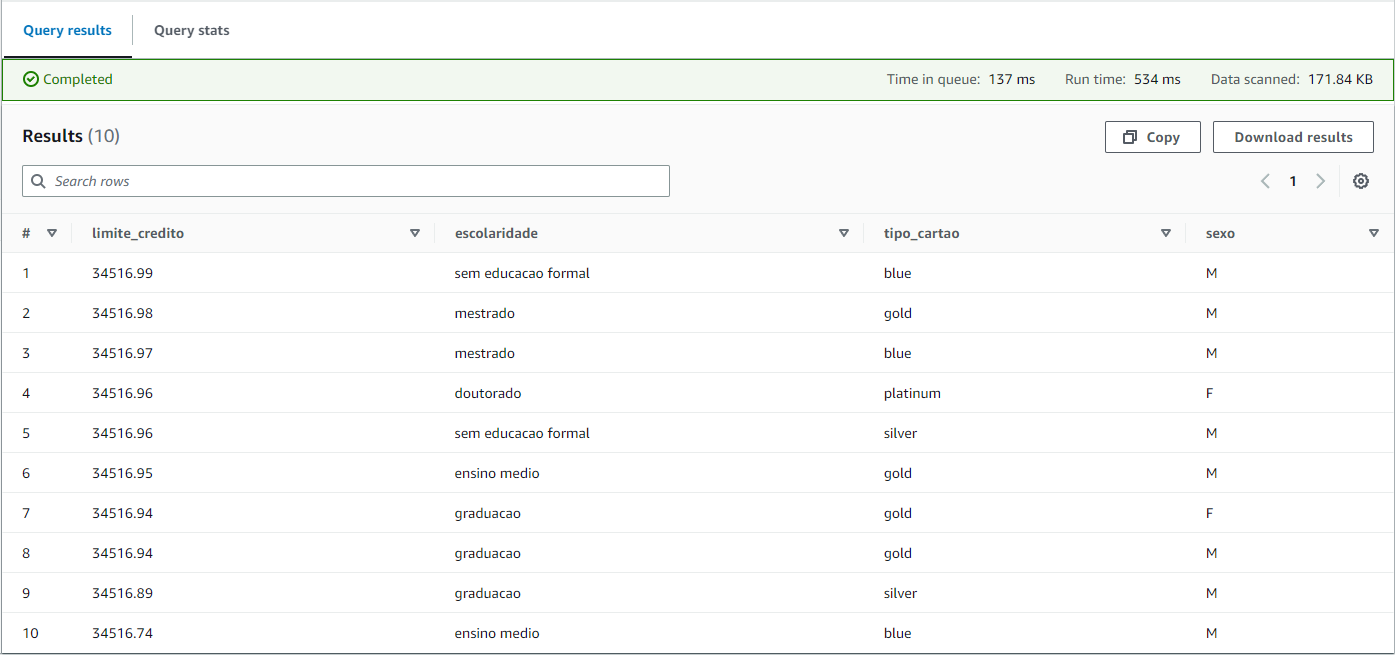 Query results Query stats
Completed Time in queue: 137 ms Run time: 534 ms Data scanned: 171.84 KB
Results (10) Copy Download results
Search rows 1
# limite_credito escolaridade tipo_cartao sexo
1 34516.99 sem educacao formal blue M
2 34516.98 mestrado gold M
3 34516.97 mestrado blue M
4 34516.96 doutorado platinum F
5 34516.96 sem educacao formal silver M
6 34516.95 ensino medio gold M
7 34516.94 graduacao gold F
8 34516.94 graduacao gold M
9 34516.89 graduacao silver M
10 34516.74 ensino medio blue M